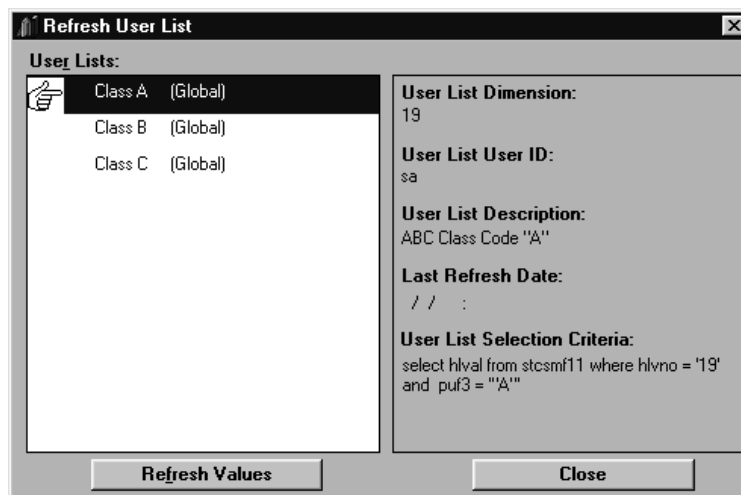 Refresh User List
User Lists:
Class A (Global)
Class B (Global)
Class C (Global)
User List Dimension:
19
User List User ID:
sa
User List Description:
ABC Class Code "A"
Last Refresh Date:
/ / :
User List Selection Criteria:
select hlval from stcsmf11 where hlvno = '19'
and puf3 = "'A'"
Refresh Values
Close